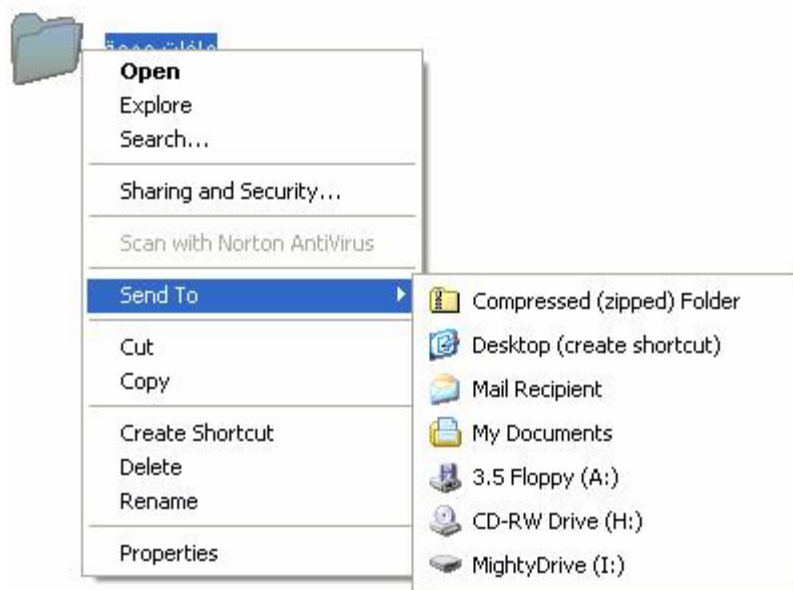 Open
Explore
Search...
Sharing and Security...
Scan with Norton AntiVirus
Send To
Cut
Copy
Create Shortcut
Delete
Rename
Properties
Compressed (zipped) Folder
Desktop (create shortcut)
Mail Recipient
My Documents
3.5 Floppy (A:)
CD-RW Drive (H:)
MightyDrive (I:)